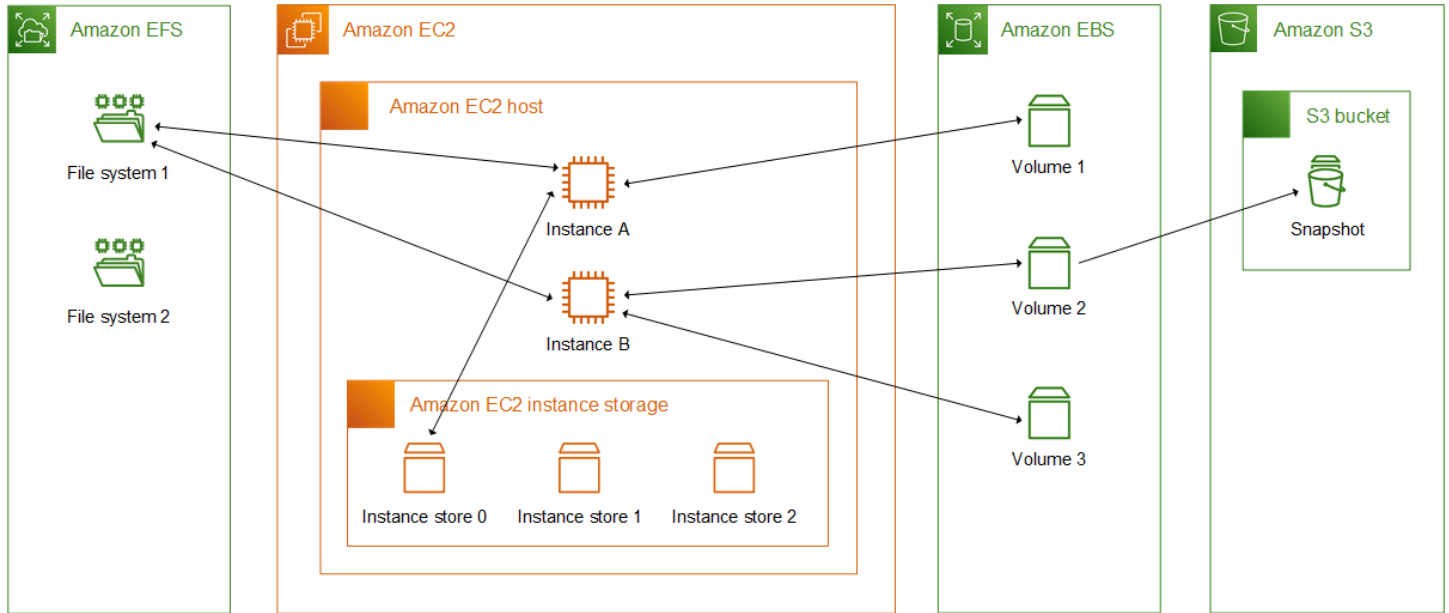 Amazon EFS
File system 1
File system 2
Amazon EC2
Amazon EC2 host
Instance A
Instance B
Amazon EC2 instance storage
Instance store 0
Instance store 1
Instance store 2
Amazon EBS
Volume 1
Volume 2
Volume 3
Amazon S3
S3 bucket
Snapshot